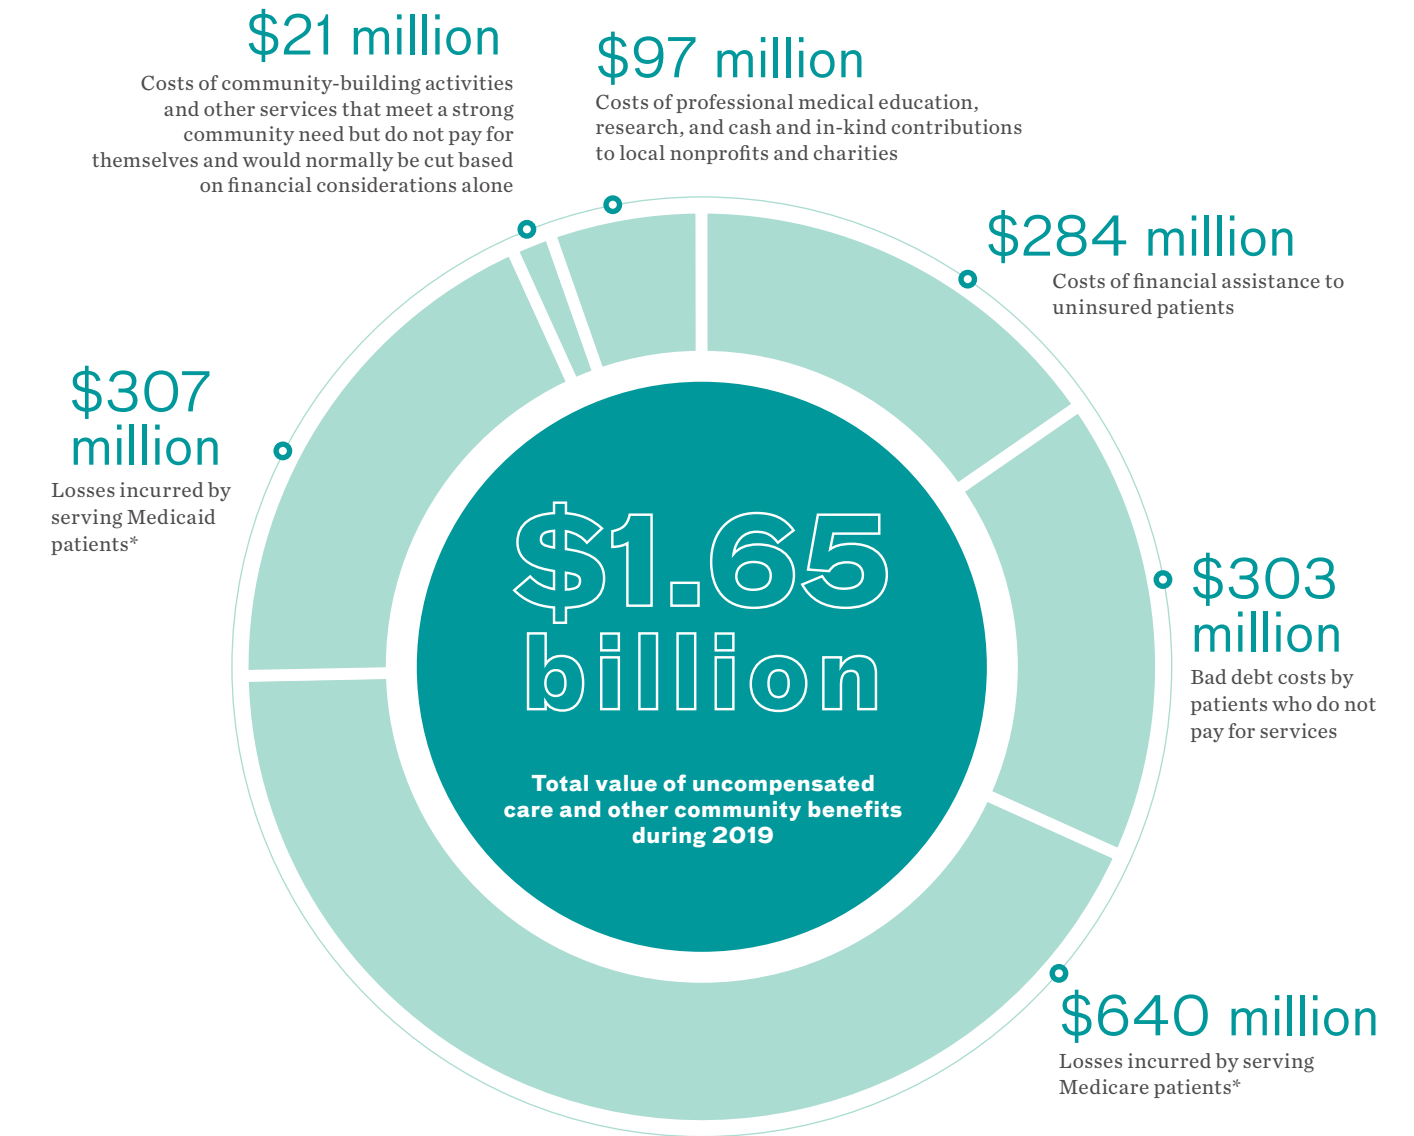 $21 million
Costs of community-building activities
and other services that meet a strong
community need but do not pay for
themselves and would normally be cut based
on financial considerations alone
$97 million
Costs of professional medical education,
research, and cash and in-kind contributions
to local nonprofits and charities
$284 million
Costs of financial assistance to
uninsured patients
$307
million
Losses incurred by
serving Medicaid
patients*
$1.65
billion
Total value of uncompensated
care and other community benefits
during 2019
$303
million
Bad debt costs by
patients who do not
pay for services
$640 million
Losses incurred by serving
Medicare patients*